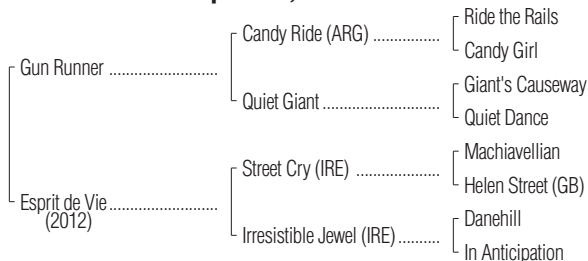 Ride the Rails
Candy Ride (ARG) ................
Candy Girl
Gun Runner ..........................
Giant's Causeway
Quiet Giant ............................
Quiet Dance
Machiavellian
Street Cry (IRE) ....................
Helen Street (GB)
Esprit de Vie ..........................
(2012)
Danehill
Irresistible Jewel (IRE) ..........
In Anticipation